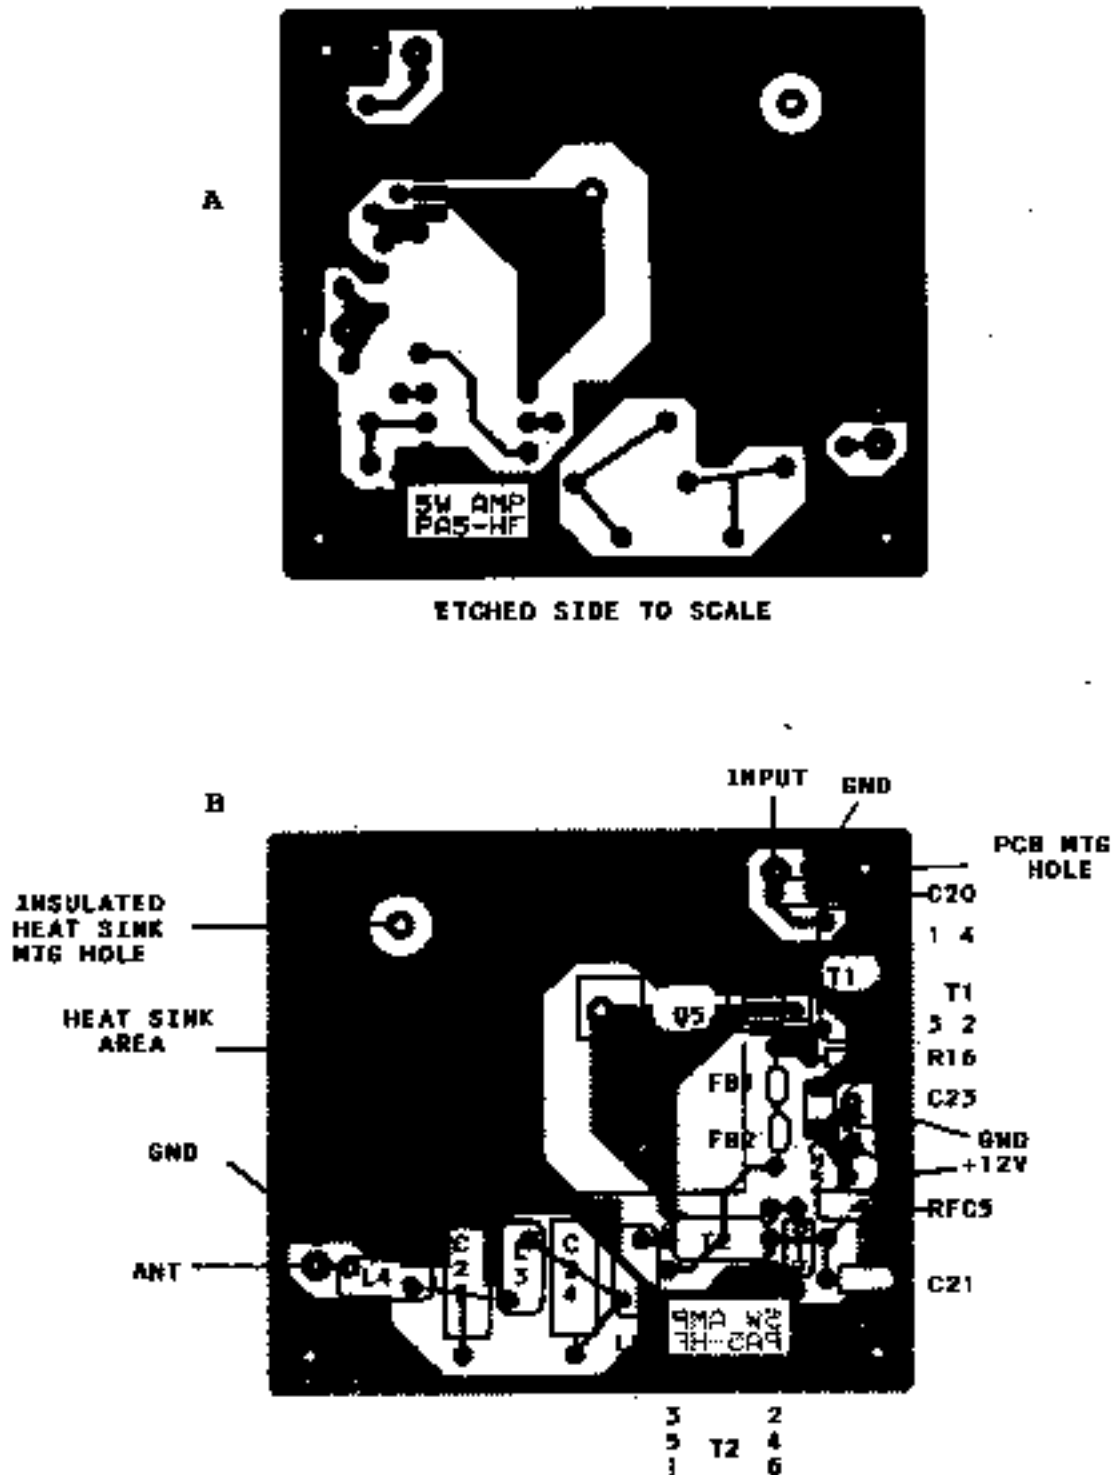 A
5W AMP
PA5-HF
ETCHED SIDE TO SCALE
B
INPUT
GND
PCB MTG
HOLE
C20
1 4
INSULATED
HEAT SINK
MTG HOLE
T1
T1
3 2
Q5
HEAT SINK
AREA
R16
FB1
C23
FB2
GND
GND
+12V
RFC5
T2
C
2
L
3
C
4
ANT
L4
C21
5W AMP
PA5-HF
3 2
5 T2 4
1 6